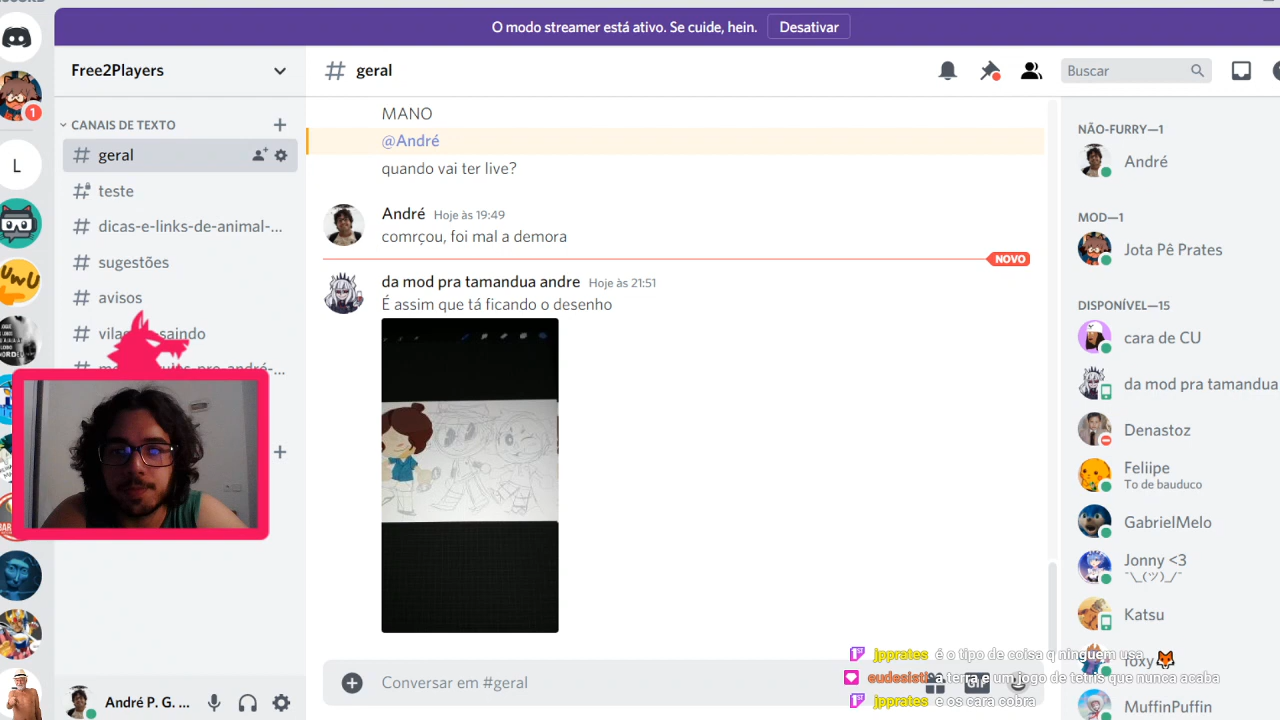 O modo streamer está ativo. Se cuide, hein.
Desativar
Free2Players
geral
Buscar
CANAIS DE TEXTO
geral
teste
dicas-e-links-de-animal-...
sugestões
avisos
saindo
MANO
@André
quando vai ter live?
André Hoje às 19:49
comrçou, foi mal a demora
NOVO
da mod pra tamandua andre Hoje às 21:51
É assim que tá ficando o desenho
Conversar em #geral
GIF
NÃO-FURRY—1
André
MOD—1
Jota Pê Prates
DISPONÍVEL—15
cara de CU
da mod pra tamandua
Denastoz
Feliipe
To de bauduco
GabrielMelo
Jonny <3
¯\_(ツ)_/¯
Katsu
foxy
MuffinPuffin
1
L
UwU
André P. G. ...
jpprates é o tipo de coisa q ninguem usa
eudesisti a terra e um jogo de tetris que nunca acaba
jpprates e os cara cobra